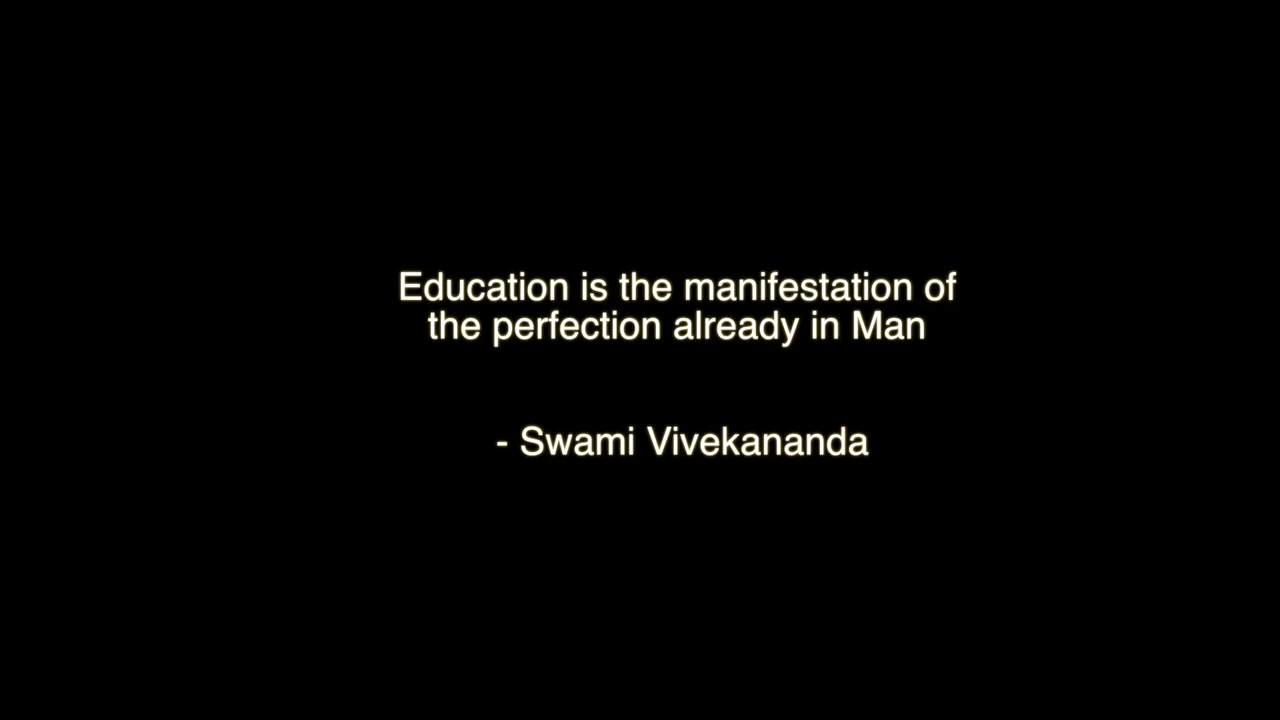 Education is the manifestation of
the perfection already in Man
- Swami Vivekananda